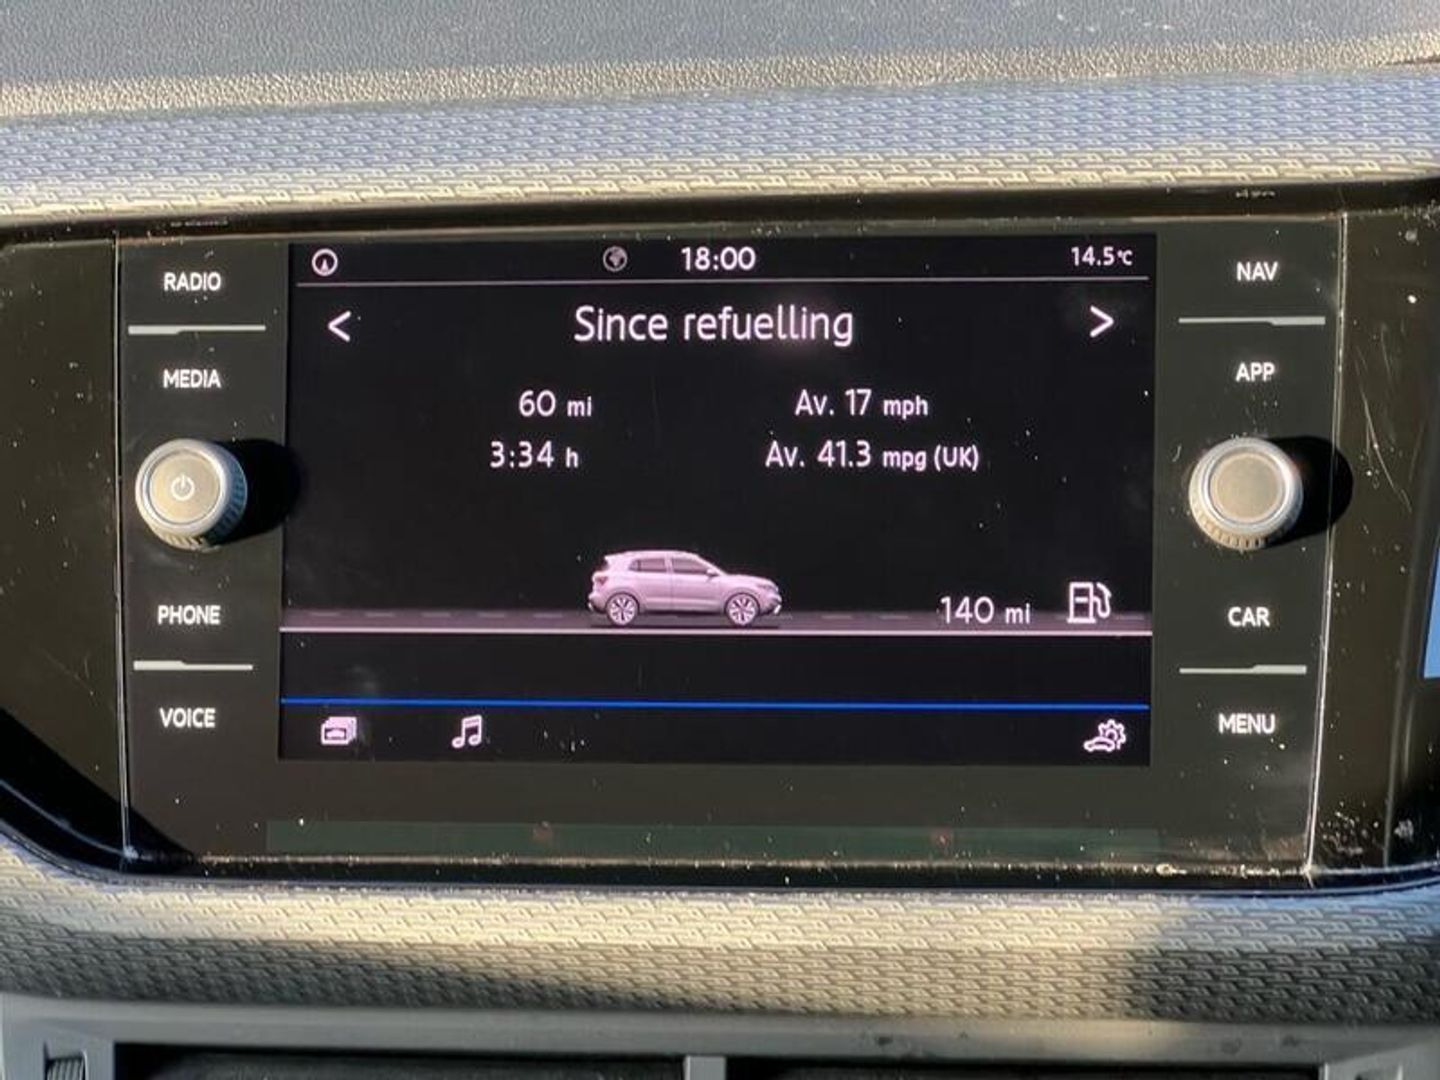 RADIO
MEDIA
PHONE
VOICE
18:00
14.5°C
< Since refuelling >
60 mi
Av. 17 mph
3:34 h
Av. 41.3 mpg (UK)
140 mi
NAV
APP
CAR
MENU